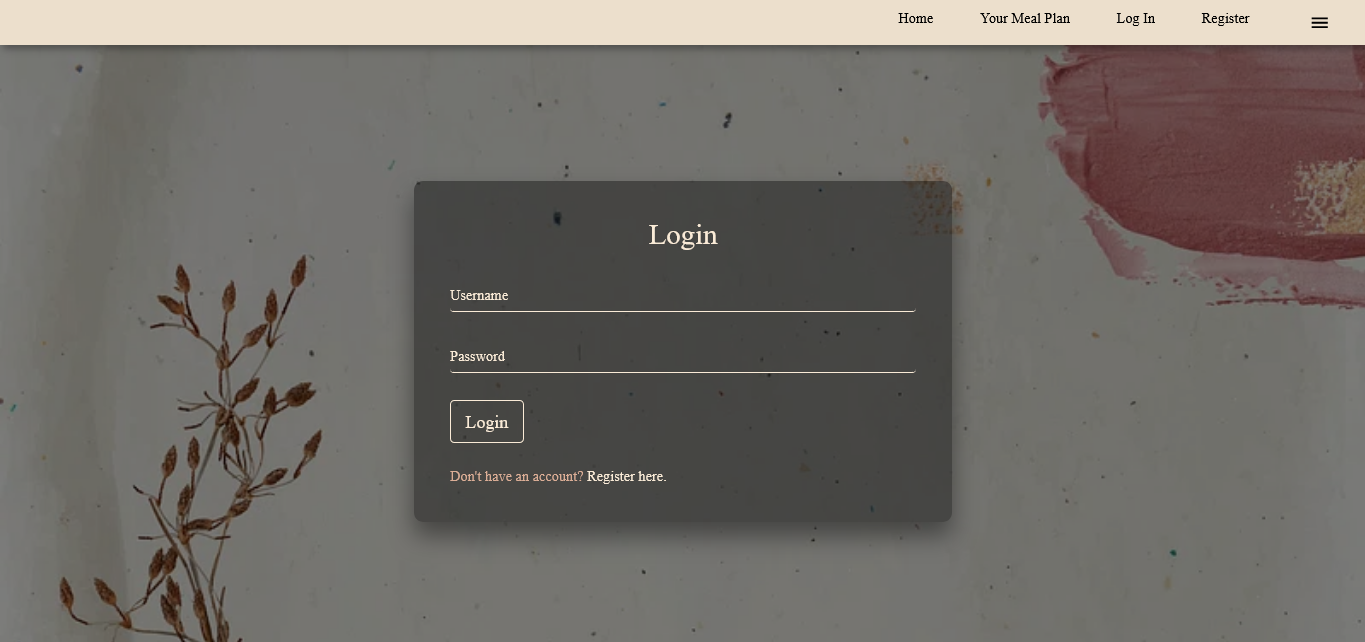 Home Your Meal Plan Log In Register
Login
Username
Password
Login
Don't have an account? Register here.